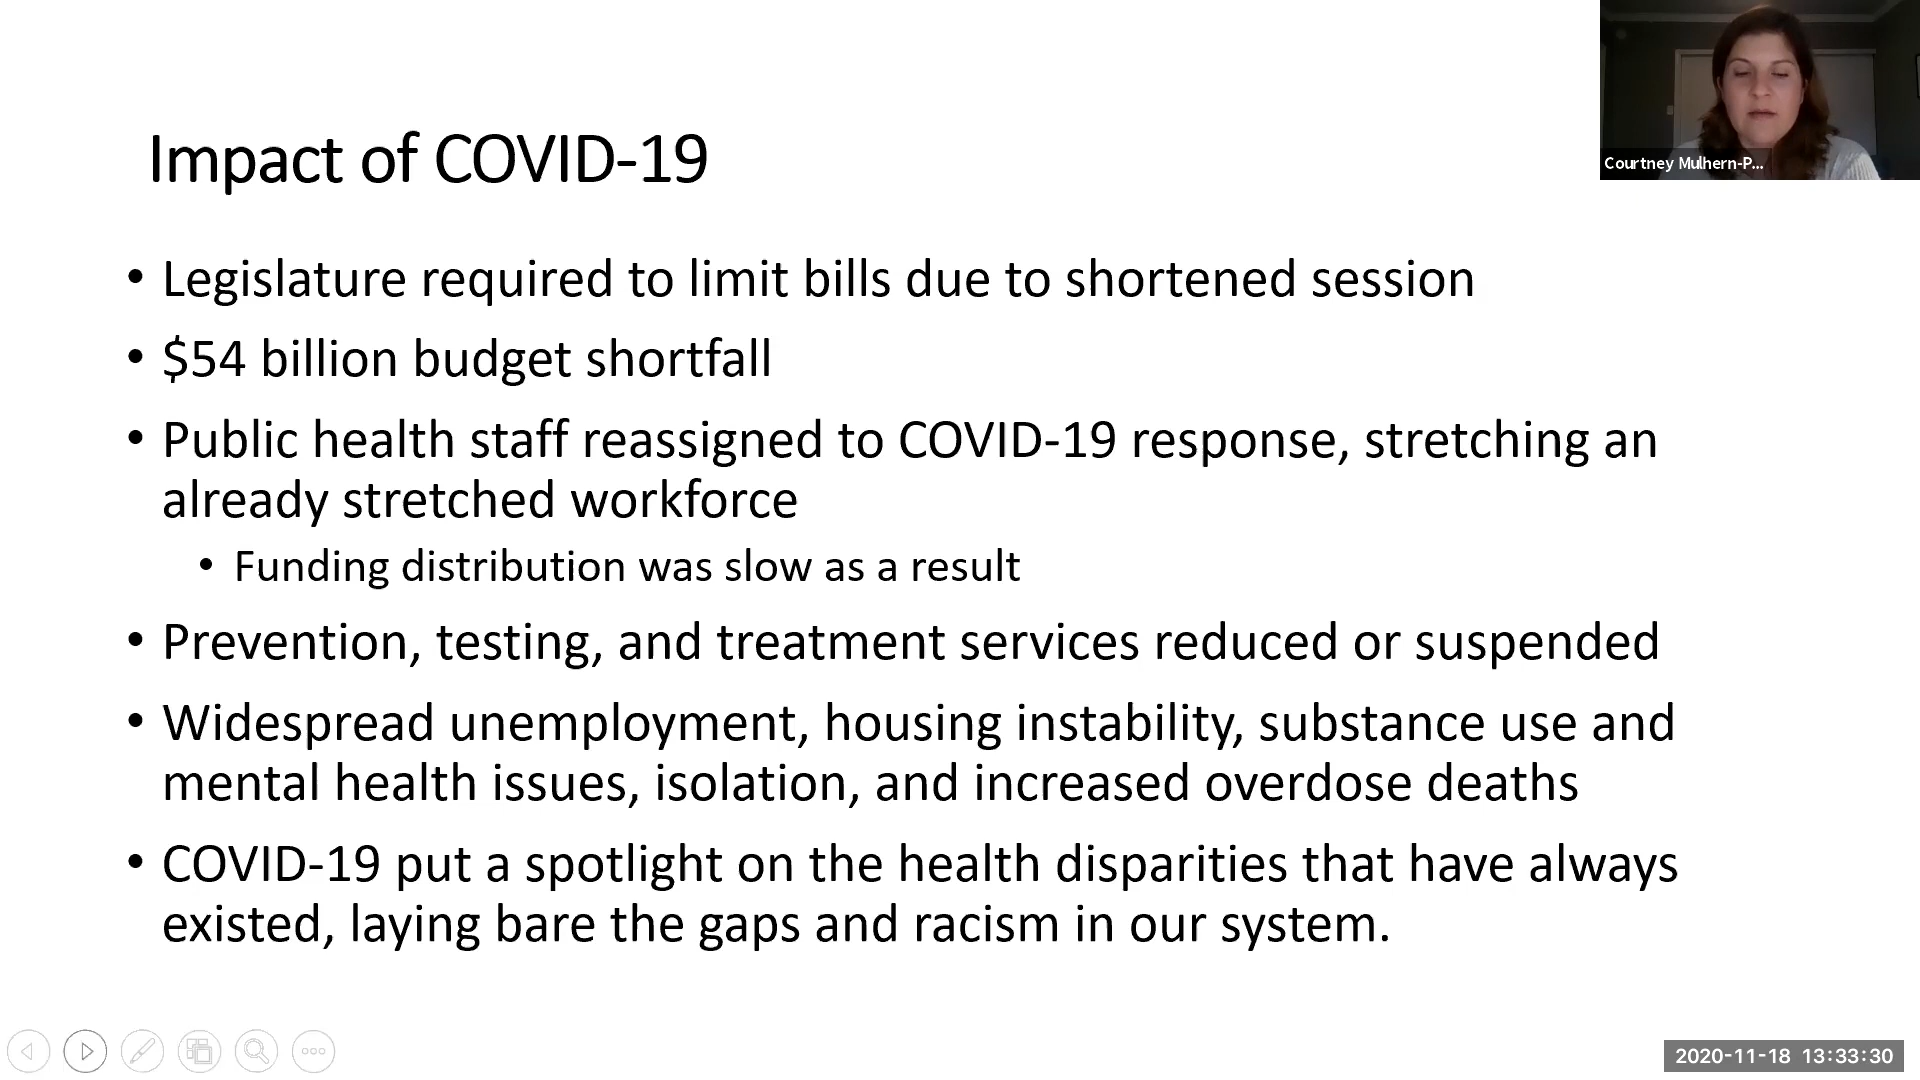 Courtney Mulhern-P...
Impact of COVID-19
• Legislature required to limit bills due to shortened session
• $54 billion budget shortfall
• Public health staff reassigned to COVID-19 response, stretching an
already stretched workforce
• Funding distribution was slow as a result
• Prevention, testing, and treatment services reduced or suspended
• Widespread unemployment, housing instability, substance use and
mental health issues, isolation, and increased overdose deaths
• COVID-19 put a spotlight on the health disparities that have always
existed, laying bare the gaps and racism in our system.
2020-11-18 13:33:30